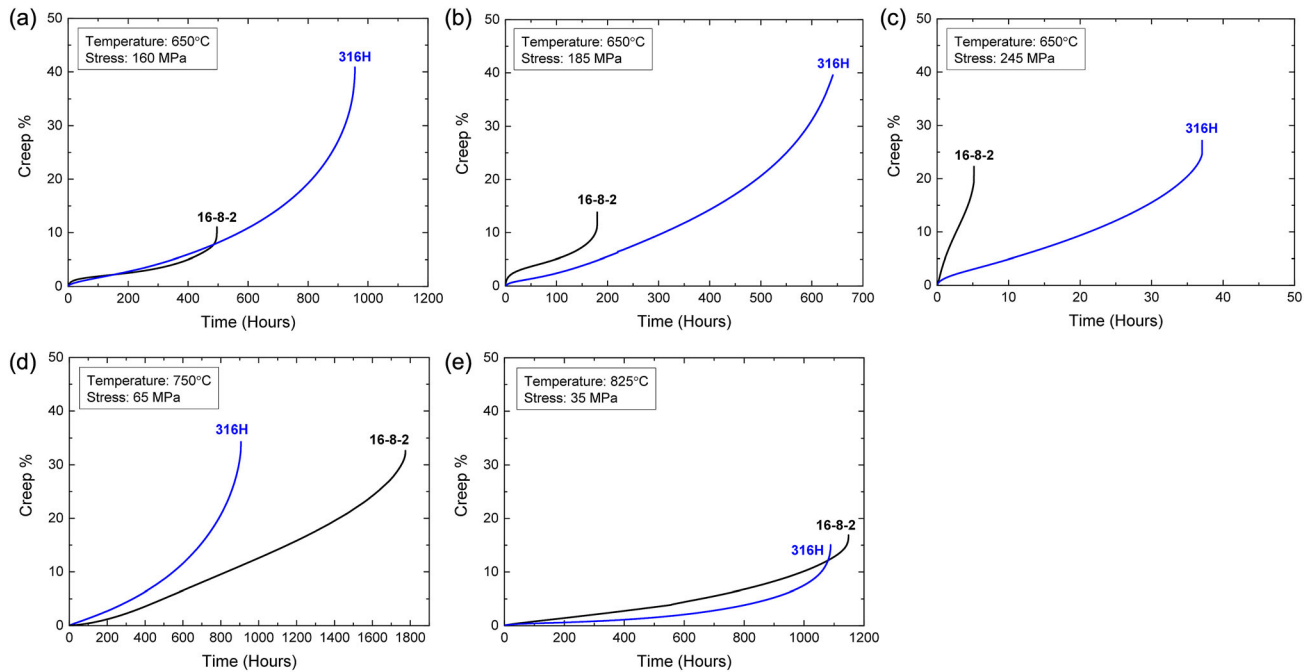 (a)
Temperature: 650°C
Stress: 160 MPa
316H
16-8-2
Creep %
50
40
30
20
10
0
0 200 400 600 800 1000 1200
Time (Hours)
(b)
Temperature: 650°C
Stress: 185 MPa
316H
16-8-2
Creep %
50
40
30
20
10
0
0 100 200 300 400 500 600 700
Time (Hours)
(c)
Temperature: 650°C
Stress: 245 MPa
316H
16-8-2
Creep %
50
40
30
20
10
0
0 10 20 30 40 50
Time (Hours)
(d)
Temperature: 750°C
Stress: 65 MPa
316H
16-8-2
Creep %
50
40
30
20
10
0
0 200 400 600 800 1000 1200 1400 1600 1800
Time (Hours)
(e)
Temperature: 825°C
Stress: 35 MPa
16-8-2
316H
Creep %
50
40
30
20
10
0
0 200 400 600 800 1000 1200
Time (Hours)